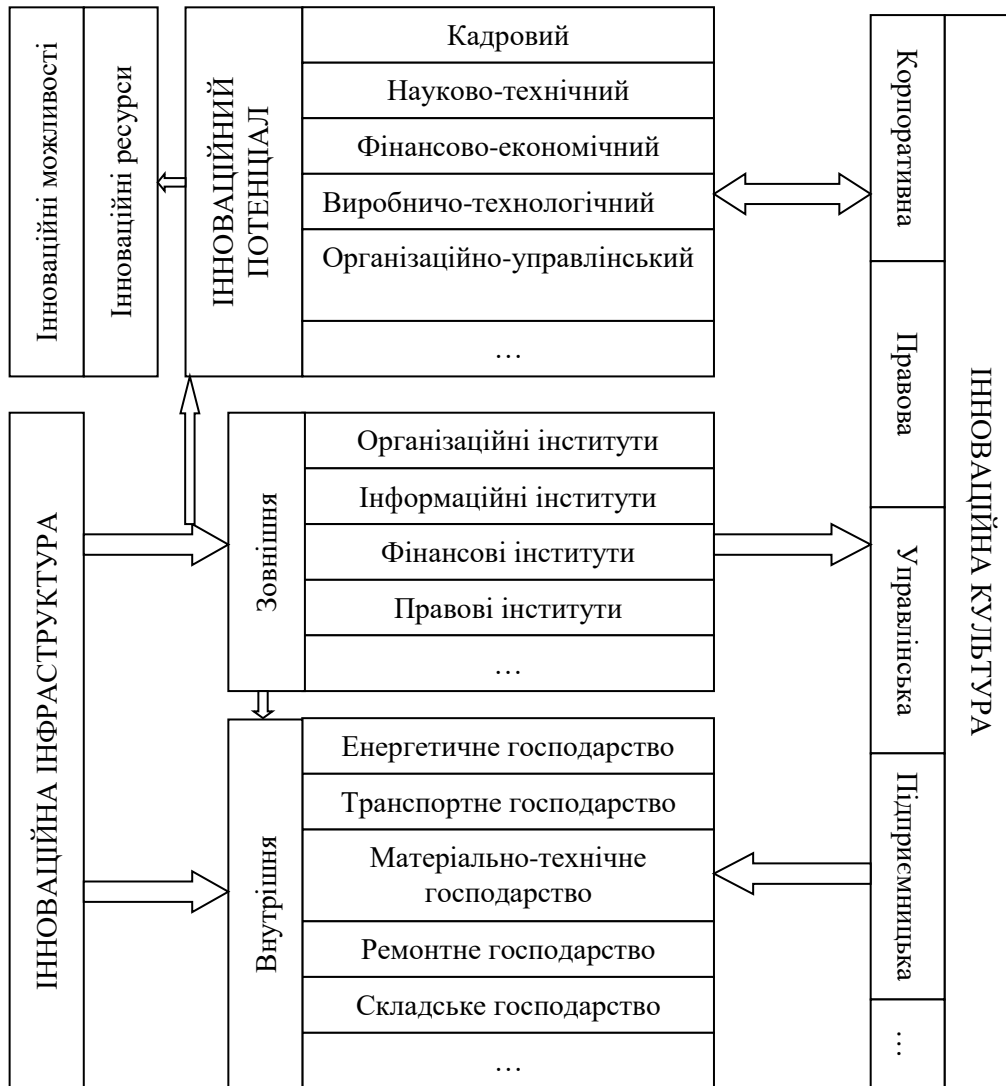 Інноваційні можливості
Інноваційні ресурси
ІННОВАЦІЙНИЙ
ПОТЕНЦІАЛ
Кадровий
Науково-технічний
Фінансово-економічний
Виробничо-технологічний
Організаційно-управлінський
…
ІННОВАЦІЙНА ІНФРАСТРУКТУРА
Зовнішня
Організаційні інститути
Інформаційні інститути
Фінансові інститути
Правові інститути
…
Внутрішня
Енергетичне господарство
Транспортне господарство
Матеріально-технічне
господарство
Ремонтне господарство
Складське господарство
…
Корпоративна
Правова
Управлінська
Підприємницька
…
ІННОВАЦІЙНА КУЛЬТУРА